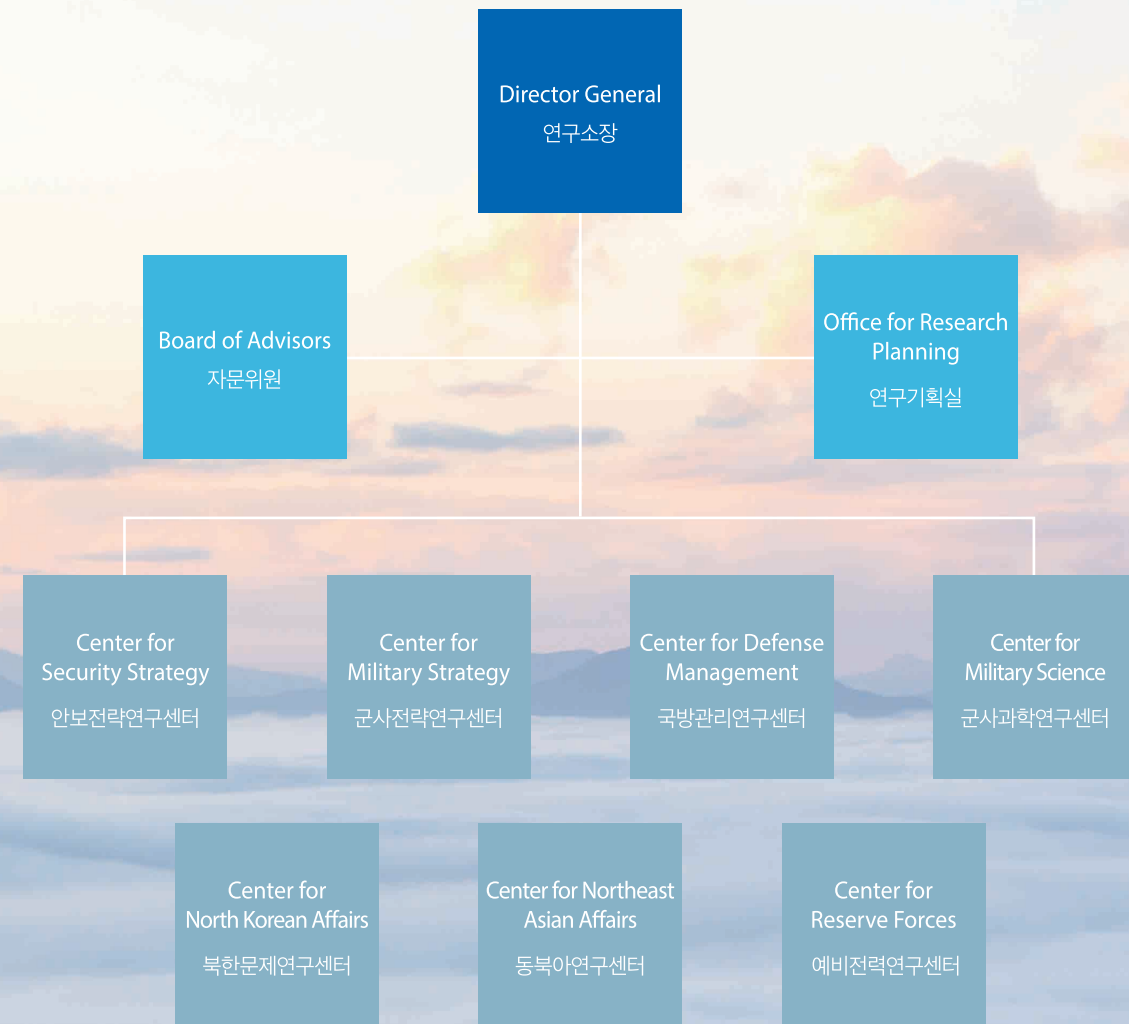 Director General
연구소장
Board of Advisors
자문위원
Office for Research
Planning
연구기획실
Center for
Security Strategy
안보전략연구센터
Center for
Military Strategy
군사전략연구센터
Center for Defense
Management
국방관리연구센터
Center for
Military Science
군사과학연구센터
Center for
North Korean Affairs
북한문제연구센터
Center for Northeast
Asian Affairs
동북아연구센터
Center for
Reserve Forces
예비전력연구센터